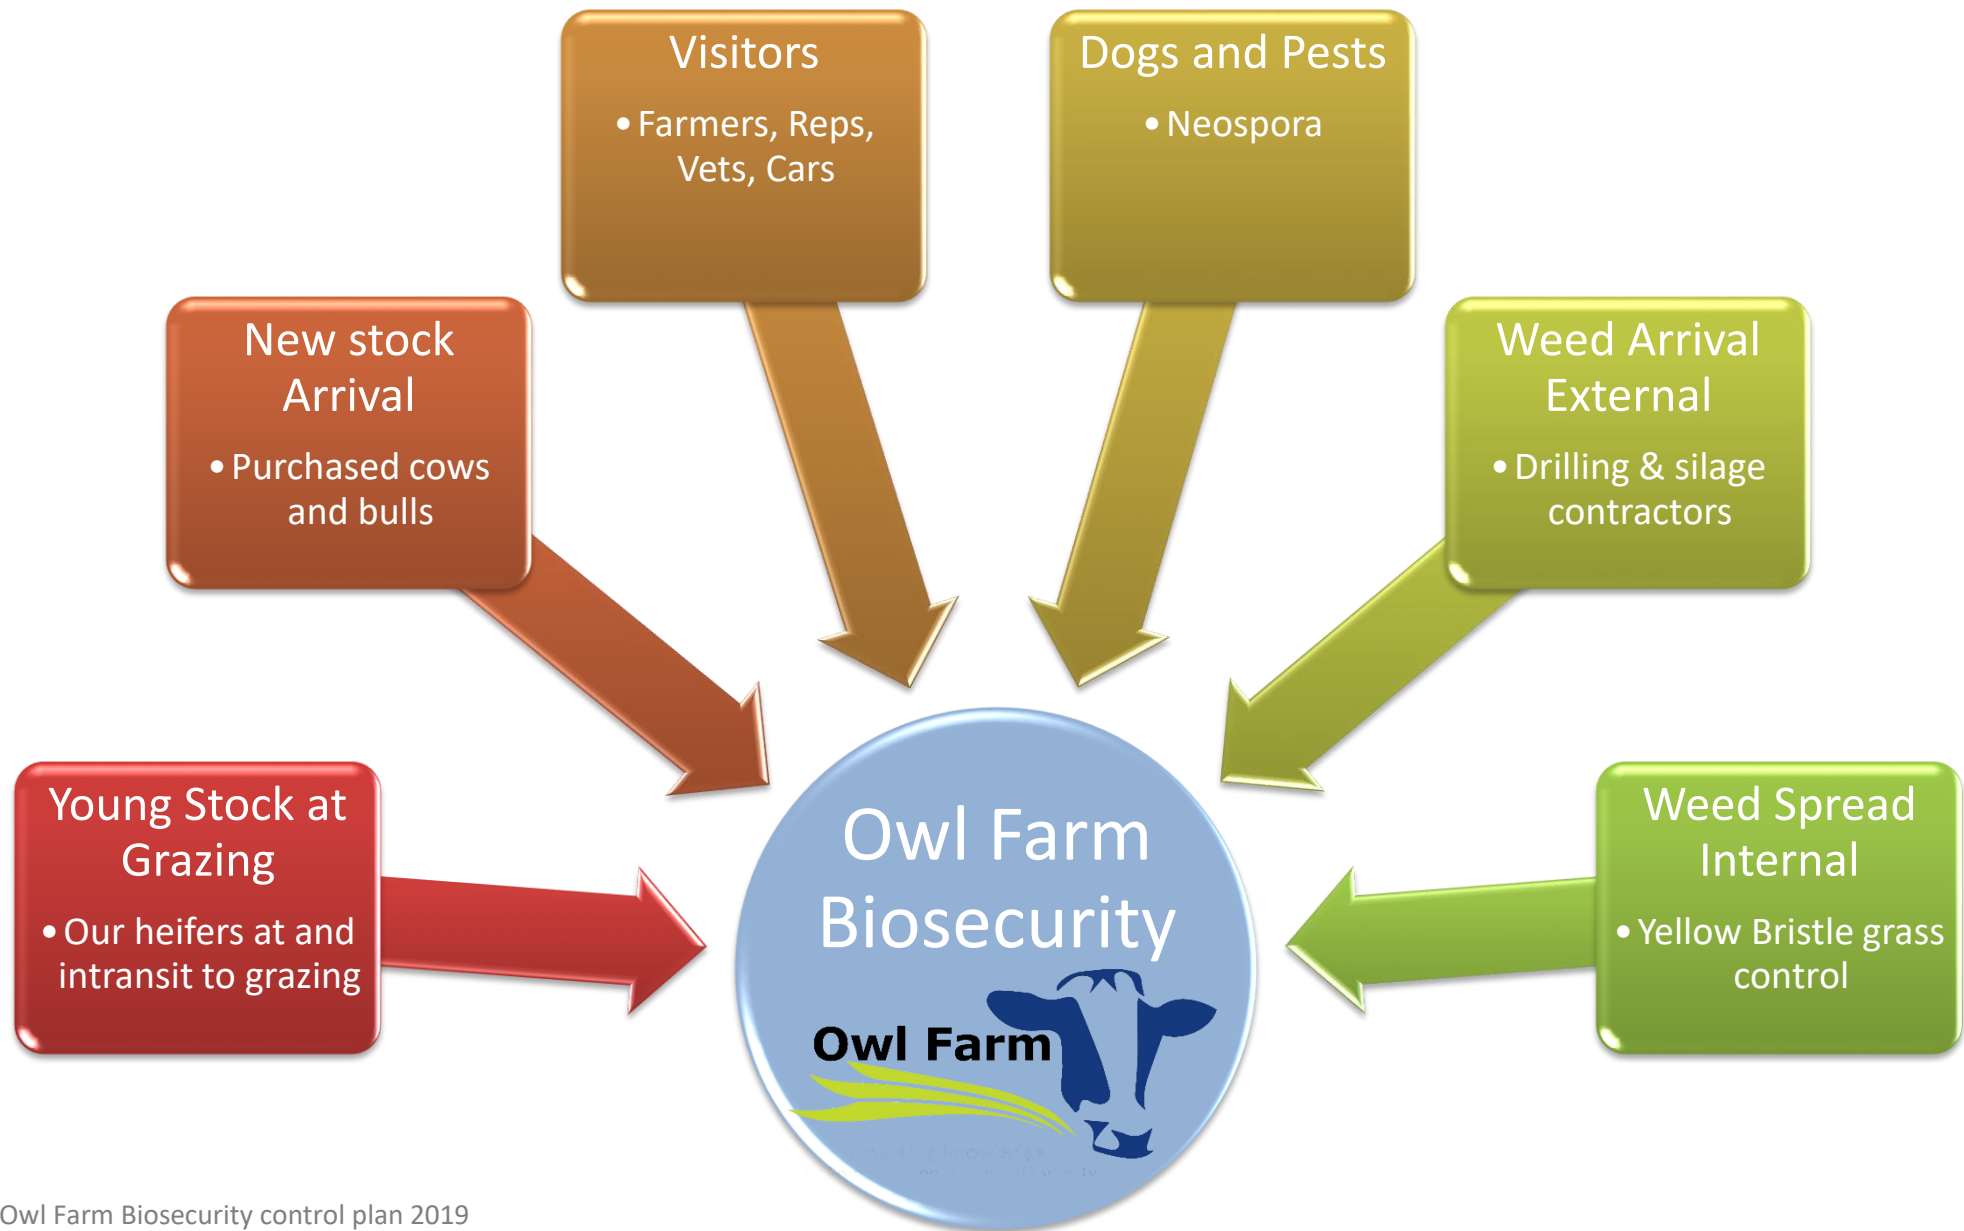 Visitors
• Farmers, Reps,
Vets, Cars
Dogs and Pests
• Neospora
New stock
Arrival
• Purchased cows
and bulls
Weed Arrival
External
• Drilling & silage
contractors
Young Stock at
Grazing
• Our heifers at and
intransit to grazing
Weed Spread
Internal
• Yellow Bristle grass
control
Owl Farm
Biosecurity
Owl Farm
Owl Farm Biosecurity control plan 2019